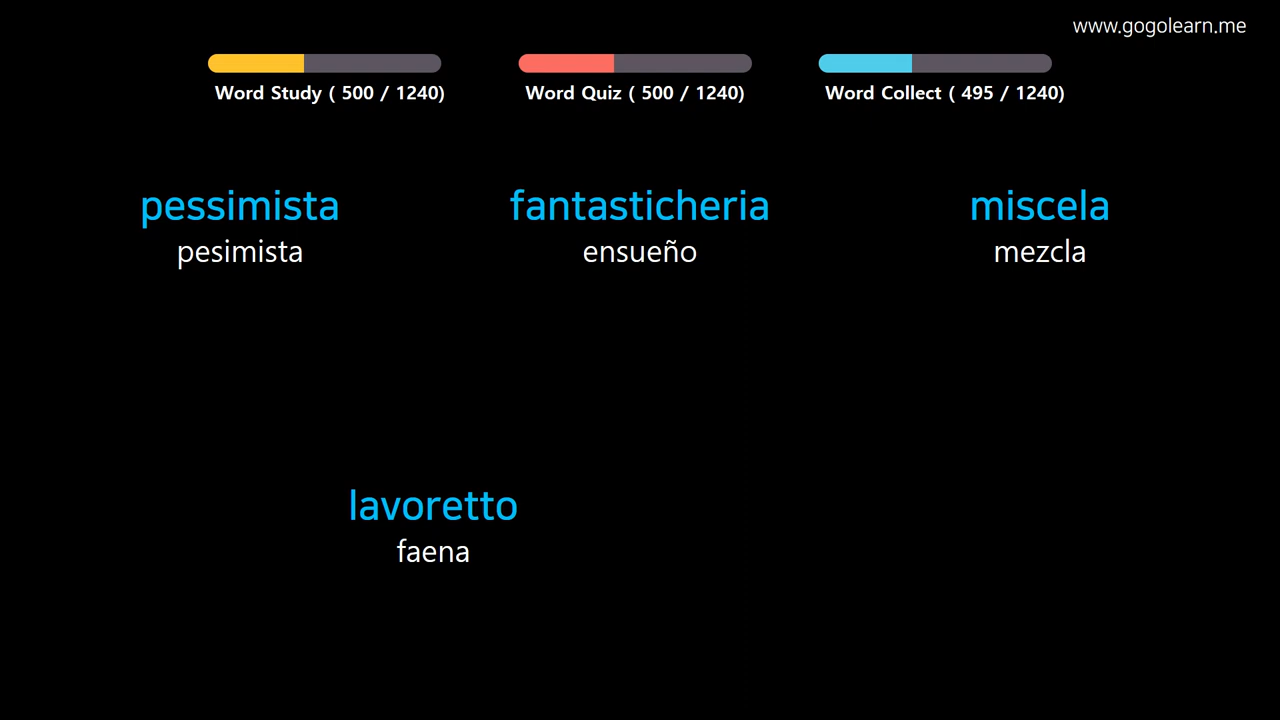 www.gogolearn.me
Word Study ( 500 / 1240)
Word Quiz ( 500 / 1240)
Word Collect ( 495 / 1240)
pessimista
pesimista
fantasticheria
ensueño
miscela
mezcla
lavoretto
faena